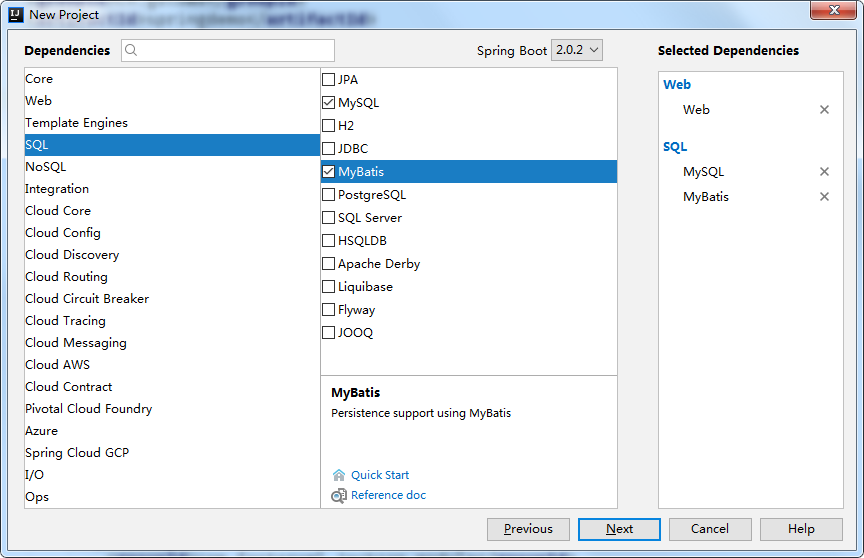 IJ New Project
Dependencies
Spring Boot 2.0.2
Selected Dependencies
Core
Web
Template Engines
SQL
NoSQL
Integration
Cloud Core
Cloud Config
Cloud Discovery
Cloud Routing
Cloud Circuit Breaker
Cloud Tracing
Cloud Messaging
Cloud AWS
Cloud Contract
Pivotal Cloud Foundry
Azure
Spring Cloud GCP
I/O
Ops
JPA
MySQL
H2
JDBC
MyBatis
PostgreSQL
SQL Server
HSQLDB
Apache Derby
Liquibase
Flyway
JOOQ
MyBatis
Persistence support using MyBatis
Quick Start
Reference doc
Web
Web
SQL
MySQL
MyBatis
Previous
Next
Cancel
Help